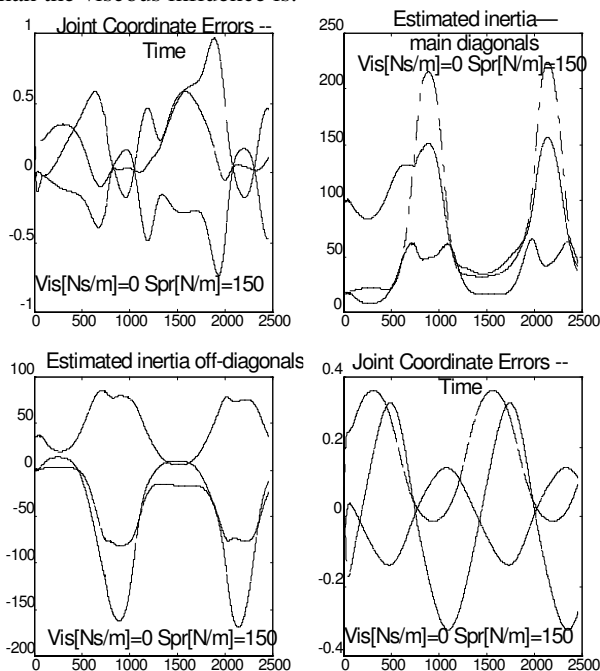 han the viscous influence is.
Joint Coordinate Errors --
Time
1
0.5
0
-0.5
-1
Vis[Ns/m]=0 Spr[N/m]=150
0 500 1000 1500 2000 2500
Estimated inertia—
main diagonals
Vis[Ns/m]=0 Spr[N/m]=150
250
200
150
100
50
0
0 500 1000 1500 2000 2500
Estimated inertia off-diagonals
100
50
0
-50
-100
-150
-200
Vis[Ns/m]=0 Spr[N/m]=150
0 500 1000 1500 2000 2500
Joint Coordinate Errors --
Time
0.4
0.2
0
-0.2
-0.4
Vis[Ns/m]=0 Spr[N/m]=150
0 500 1000 1500 2000 2500